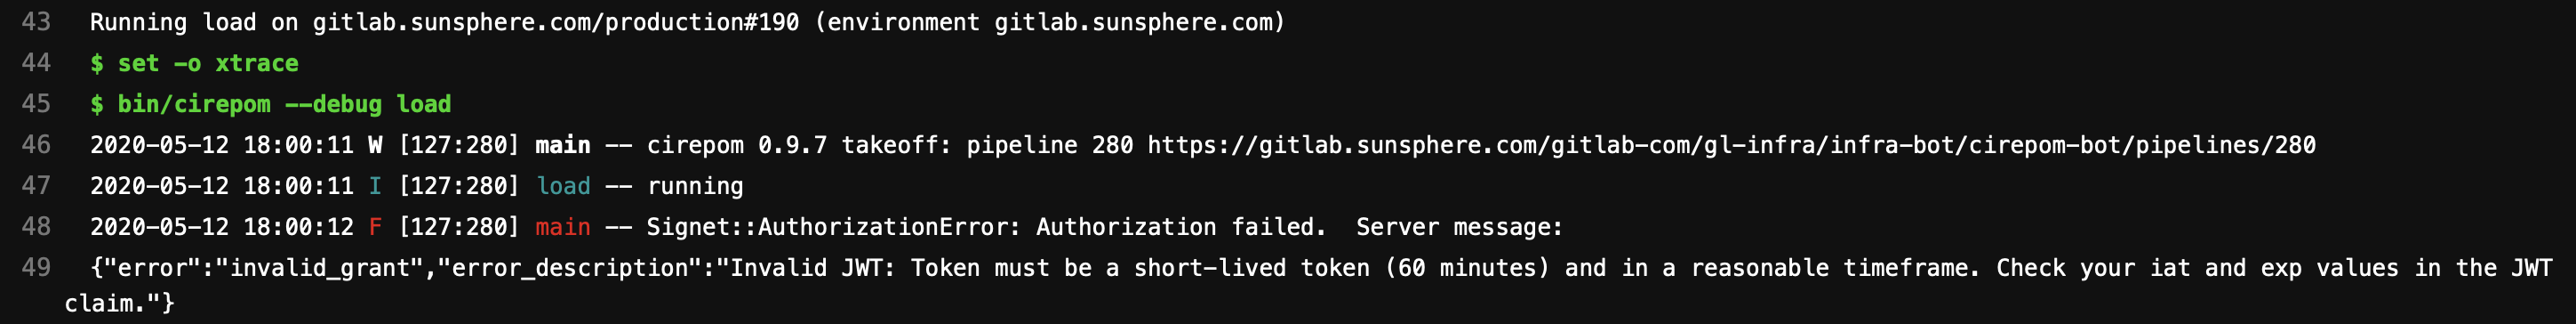 43 Running load on gitlab.sunsphere.com/production#190 (environment gitlab.sunsphere.com)
44 $ set -o xtrace
45 $ bin/cirepom --debug load
46 2020-05-12 18:00:11 W [127:280] main -- cirepom 0.9.7 takeoff: pipeline 280 https://gitlab.sunsphere.com/gitlab-com/gl-infra/infra-bot/cirepom-bot/pipelines/280
47 2020-05-12 18:00:11 I [127:280] load -- running
48 2020-05-12 18:00:12 F [127:280] main -- Signet::AuthorizationError: Authorization failed.  Server message:
49 {"error":"invalid_grant","error_description":"Invalid JWT: Token must be a short-lived token (60 minutes) and in a reasonable timeframe. Check your iat and exp values in the JWT
claim."}